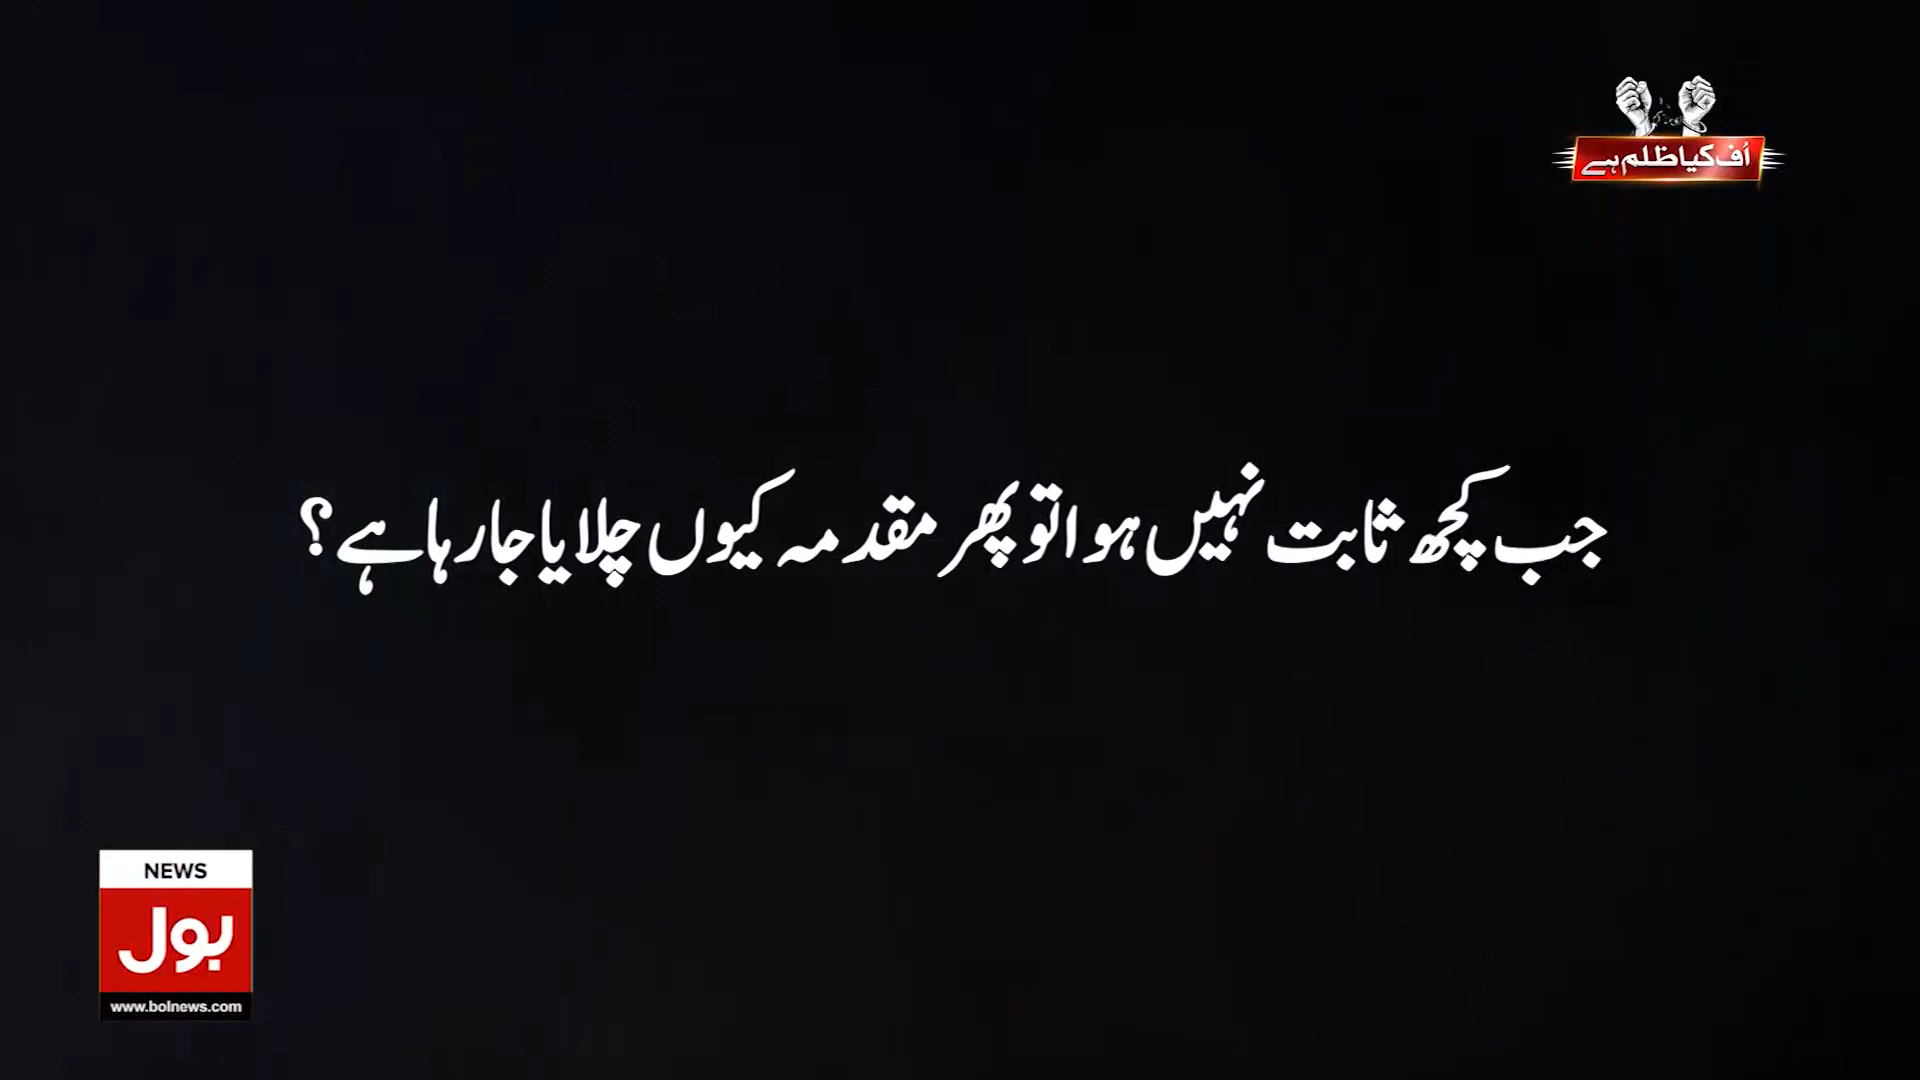 اُف کیا ظلم ہے
جب کچھ ثابت نہیں ہوا تو پھر مقدمہ کیوں چلایا جا رہا ہے؟
NEWS
بول
www.bolnews.com